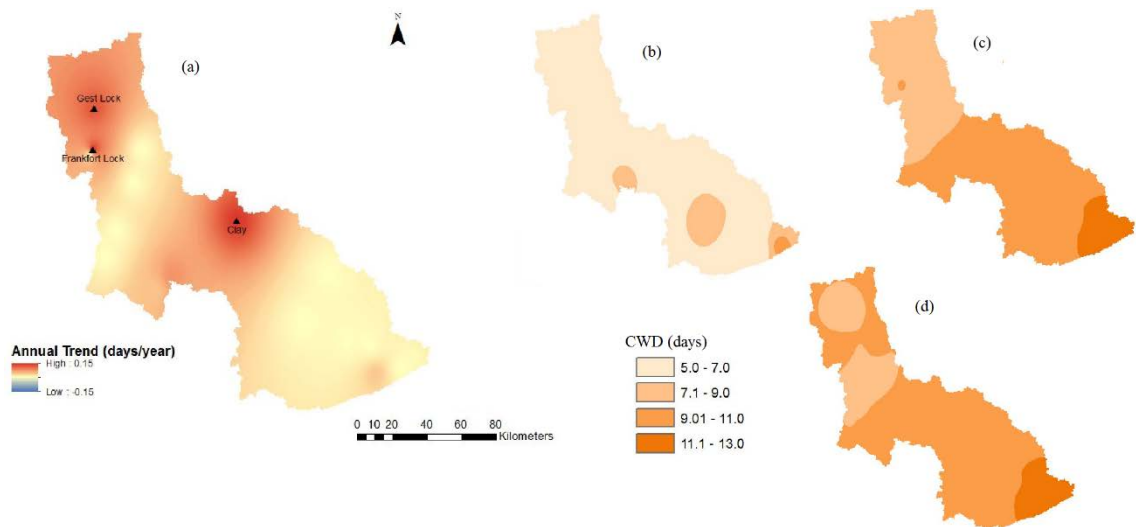 N
(a)
Gest Lock
Frankfort Lock
Clay
Annual Trend (days/year)
High : 0.15
Low : -0.15
0 5 10 20 40 60 80
Kilometers
(b)
(c)
(d)
CWD (days)
5.0 - 7.0
7.1 - 9.0
9.01 - 11.0
11.1 - 13.0